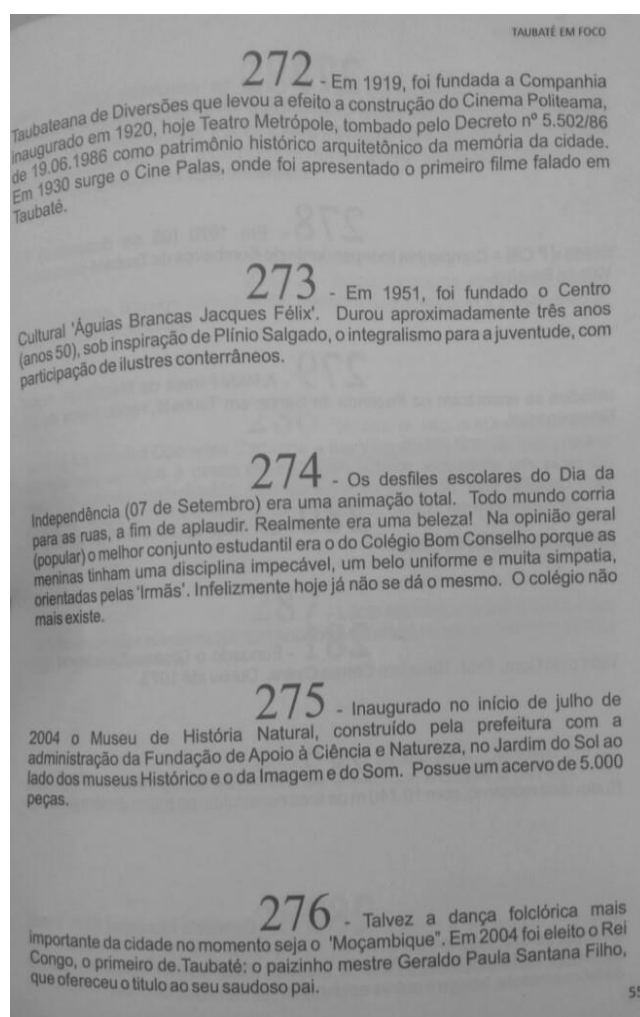 TAUBATÉ EM FOCO
272 - Em 1919, foi fundada a Companhia
Taubateana de Diversões que levou a efeito a construção do Cinema Politeama,
inaugurado em 1920, hoje Teatro Metrópole, tombado pelo Decreto nº 5.502/86
de 19.06.1986 como patrimônio histórico arquitetônico da memória da cidade.
Em 1930 surge o Cine Palas, onde foi apresentado o primeiro filme falado em
Taubaté.
273 - Em 1951, foi fundado o Centro
Cultural 'Águias Brancas Jacques Félix'. Durou aproximadamente três anos
(anos 50), sob inspiração de Plínio Salgado, o integralismo para a juventude, com
participação de ilustres conterrâneos.
274 - Os desfiles escolares do Dia da
Independência (07 de Setembro) era uma animação total. Todo mundo corria
para as ruas, a fim de aplaudir. Realmente era uma beleza! Na opinião geral
(popular) o melhor conjunto estudantil era o do Colégio Bom Conselho porque as
meninas tinham uma disciplina impecável, um belo uniforme e muita simpatia,
orientadas pelas 'Irmãs'. Infelizmente hoje já não se dá o mesmo. O colégio não
mais existe.
275 - Inaugurado no início de julho de
2004 o Museu de História Natural, construído pela prefeitura com a
administração da Fundação de Apoio à Ciência e Natureza, no Jardim do Sol ao
lado dos museus Histórico e o da Imagem e do Som. Possue um acervo de 5.000
peças.
276 - Talvez a dança folclórica mais
importante da cidade no momento seja o 'Moçambique". Em 2004 foi eleito o Rei
Congo, o primeiro de.Taubaté: o paizinho mestre Geraldo Paula Santana Filho,
que ofereceu o titulo ao seu saudoso pai.